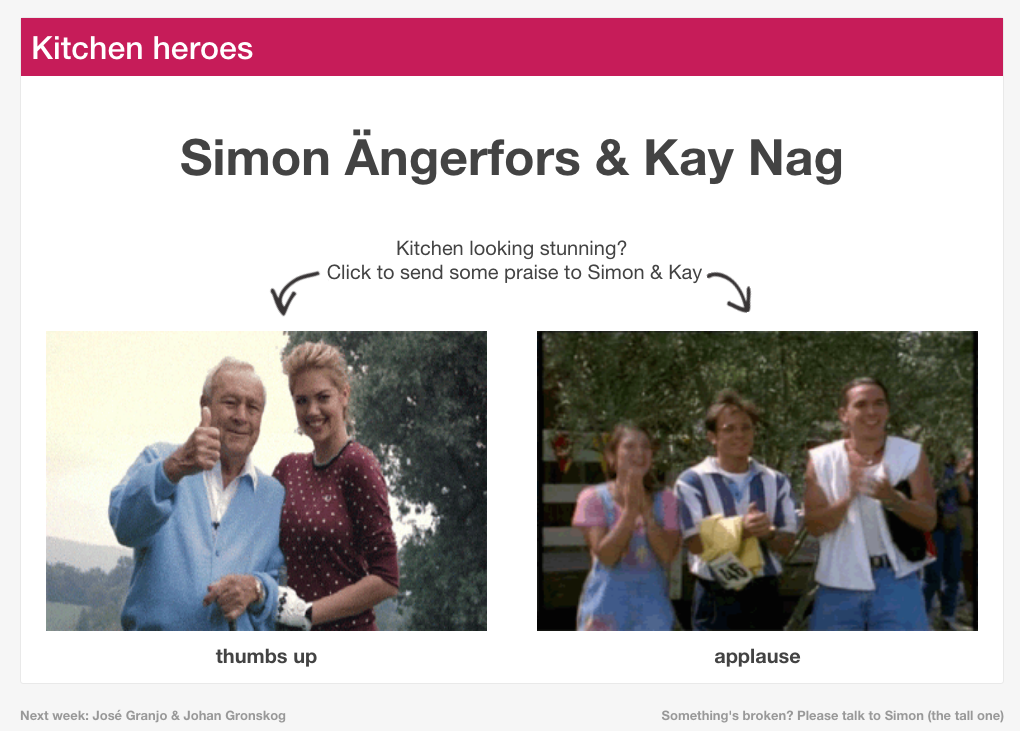 Kitchen heroes
Simon Ängerfors & Kay Nag
Kitchen looking stunning?
Click to send some praise to Simon & Kay
46
thumbs up
applause
Next week: José Granjo & Johan Gronskog
Something's broken? Please talk to Simon (the tall one)